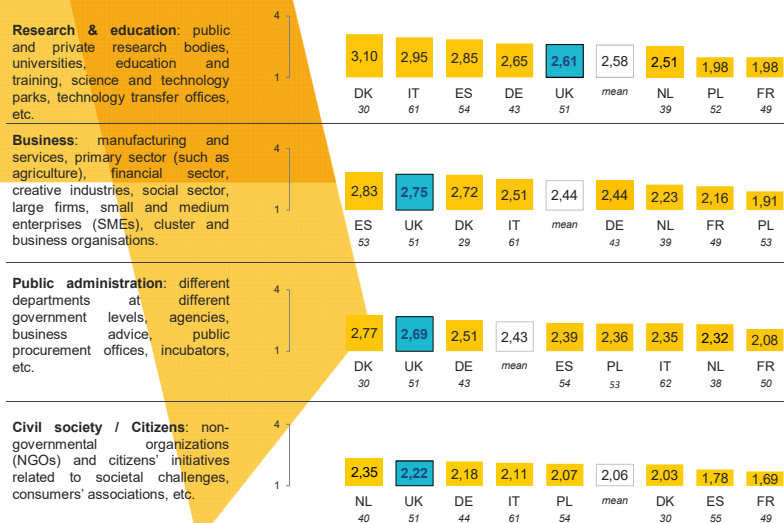 Research & education: public
and private research bodies,
universities, education and
training, science and technology
parks, technology transfer offices,
etc.
4
1
3,10 2,95 2,85 2,65 2,61 2,58 2,51 1,98 1,98
DK IT ES DE UK mean NL PL FR
30 61 54 43 51 39 52 49
Business: manufacturing and
services, primary sector (such as
agriculture), financial sector,
creative industries, social sector,
large firms, small and medium
enterprises (SMEs), cluster and
business organisations.
4
1
2,83 2,75 2,72 2,51 2,44 2,44 2,23 2,16 1,91
ES UK DK IT mean DE NL FR PL
53 51 29 61 43 39 49 53
Public administration: different
departments at different
government levels, agencies,
business advice, public
procurement offices, incubators,
etc.
4
1
2,77 2,69 2,51 2,43 2,39 2,36 2,35 2,32 2,08
DK UK DE mean ES PL IT NL FR
30 51 43 54 53 62 38 50
Civil society / Citizens: non-
governmental organizations
(NGOs) and citizens’ initiatives
related to societal challenges,
consumers’ associations, etc.
4
1
2,35 2,22 2,18 2,11 2,07 2,06 2,03 1,78 1,69
NL UK DE IT PL mean DK ES FR
40 51 44 61 54 30 55 49